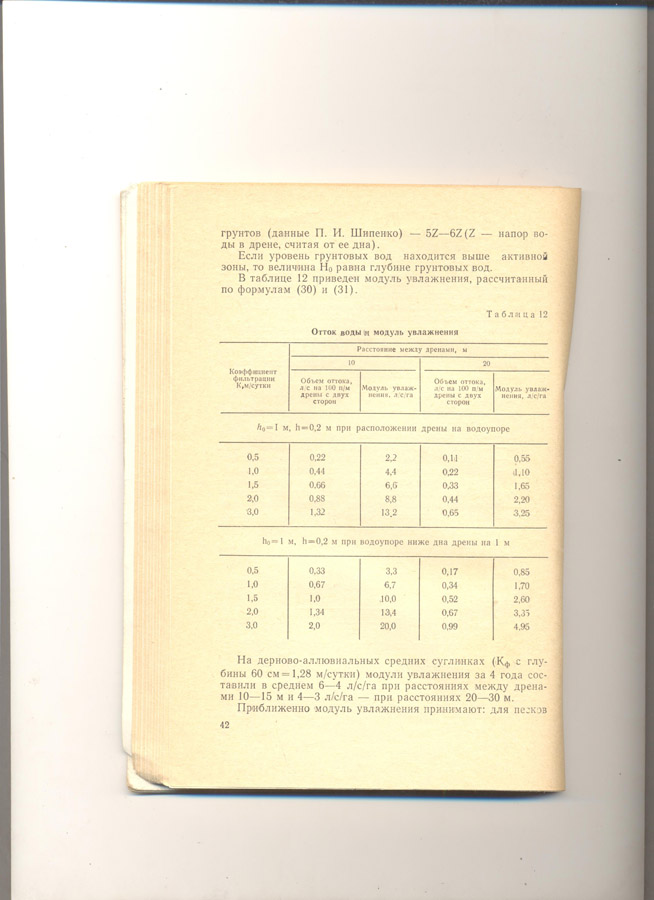 грунтов (данные П. И. Шипенко) — 5Z—6Z (Z — напор во-
ды в дрене, считая от ее дна).
Если уровень грунтовых вод находится выше активной
зоны, то величина H₀ равна глубине грунтовых вод.
В таблице 12 приведен модуль увлажнения, рассчитанный
по формулам (30) и (31).
Таблица 12
Отток воды и модуль увлажнения
Коэффициент
фильтрации
К,м/сутки
Расстояние между дренами, м
10
20
Объем оттока,
л/с на 100 п/м
дрены с двух
сторон
Модуль увлаж-
нения, л/с/га
Объем оттока,
л/с на 100 п/м
дрены с двух
сторон
Модуль увлаж-
нения, л/с/га
h₀=1 м, h=0,2 м при расположении дрены на водоупоре
0,5 0,22 2,2 0,11 0,55
1,0 0,44 4,4 0,22 1,10
1,5 0,66 6,6 0,33 1,65
2,0 0,88 8,8 0,44 2,20
3,0 1,32 13,2 0,65 3,25
h₀=1 м, h=0,2 м при водоупоре ниже дна дрены на 1 м
0,5 0,33 3,3 0,17 0,85
1,0 0,67 6,7 0,34 1,70
1,5 1,0 10,0 0,52 2,60
2,0 1,34 13,4 0,67 3,35
3,0 2,0 20,0 0,99 4,95
На дерново-аллювиальных средних суглинках (Кф с глу-
бины 60 см=1,28 м/сутки) модули увлажнения за 4 года сос-
тавили в среднем 6—4 л/с/га при расстояниях между дрена-
ми 10—15 м и 4—3 л/с/га — при расстояниях 20—30 м.
Приближенно модуль увлажнения принимают: для песков
42